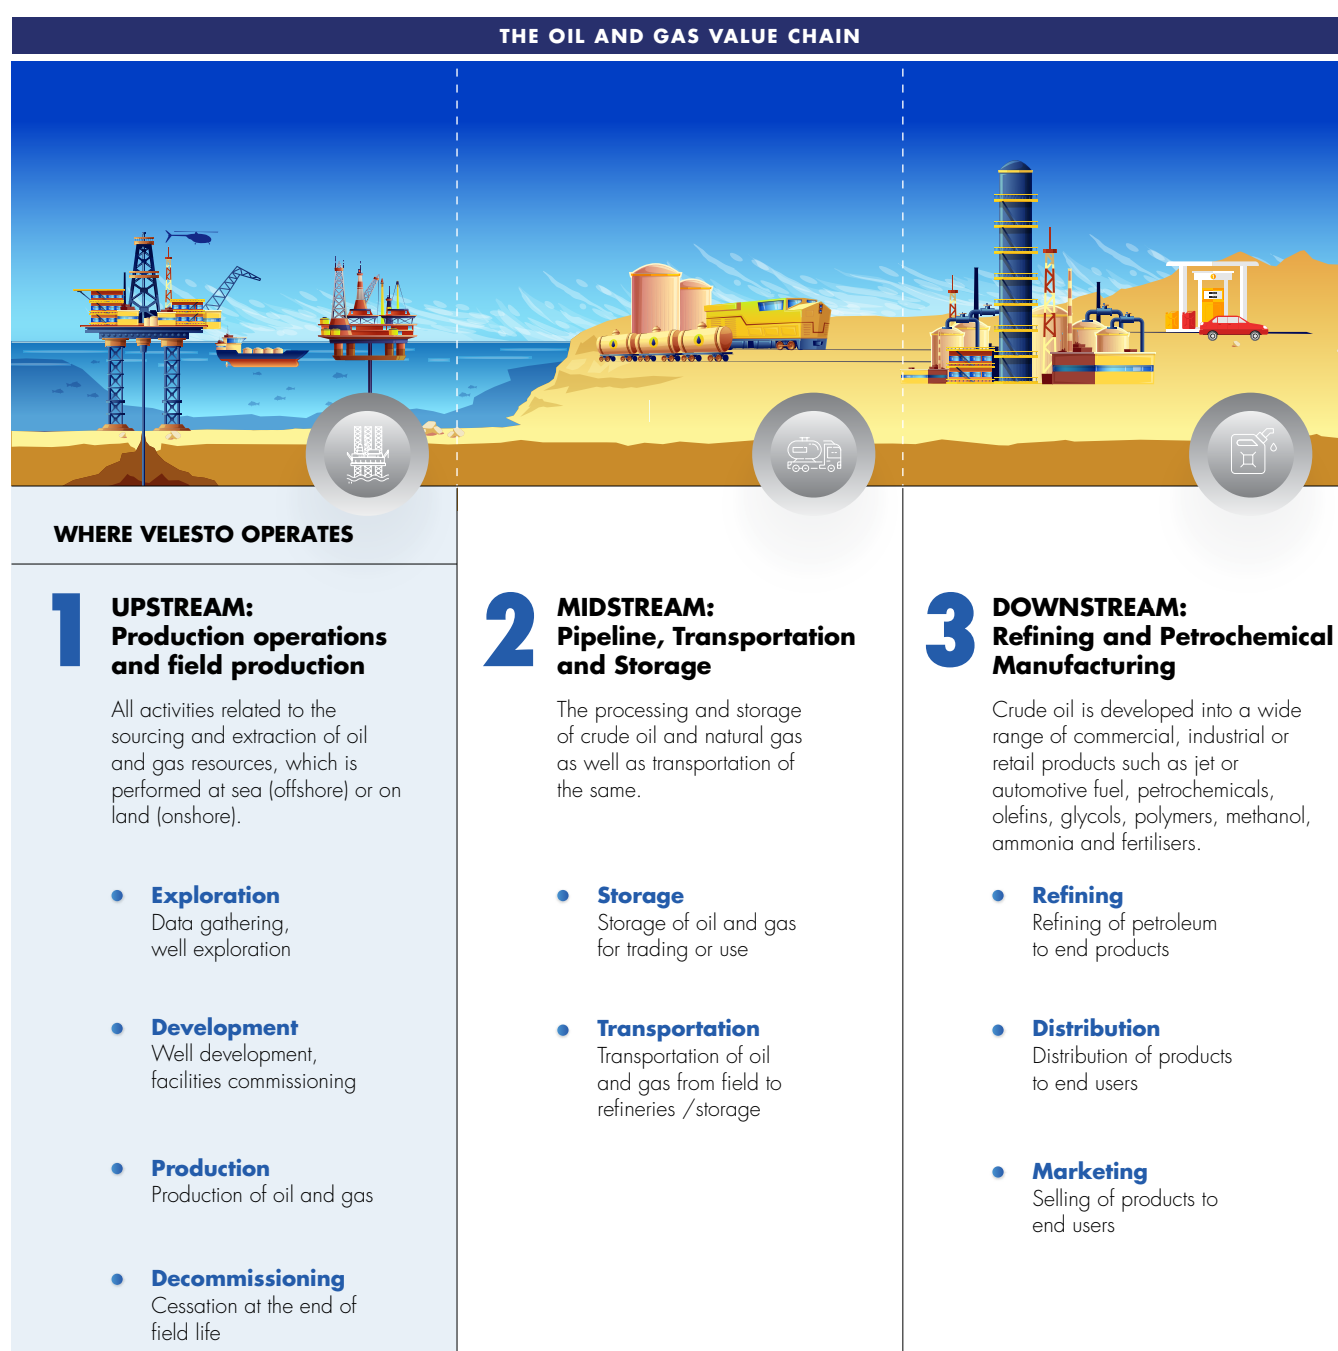 THE OIL AND GAS VALUE CHAIN
WHERE VELESTO OPERATES
1
UPSTREAM:
Production operations
and field production
All activities related to the
sourcing and extraction of oil
and gas resources, which is
performed at sea (offshore) or on
land (onshore).
Exploration
Data gathering,
well exploration
Development
Well development,
facilities commissioning
Production
Production of oil and gas
Decommissioning
Cessation at the end of
field life
2
MIDSTREAM:
Pipeline, Transportation
and Storage
The processing and storage
of crude oil and natural gas
as well as transportation of
the same.
Storage
Storage of oil and gas
for trading or use
Transportation
Transportation of oil
and gas from field to
refineries /storage
3
DOWNSTREAM:
Refining and Petrochemical
Manufacturing
Crude oil is developed into a wide
range of commercial, industrial or
retail products such as jet or
automotive fuel, petrochemicals,
olefins, glycols, polymers, methanol,
ammonia and fertilisers.
Refining
Refining of petroleum
to end products
Distribution
Distribution of products
to end users
Marketing
Selling of products to
end users